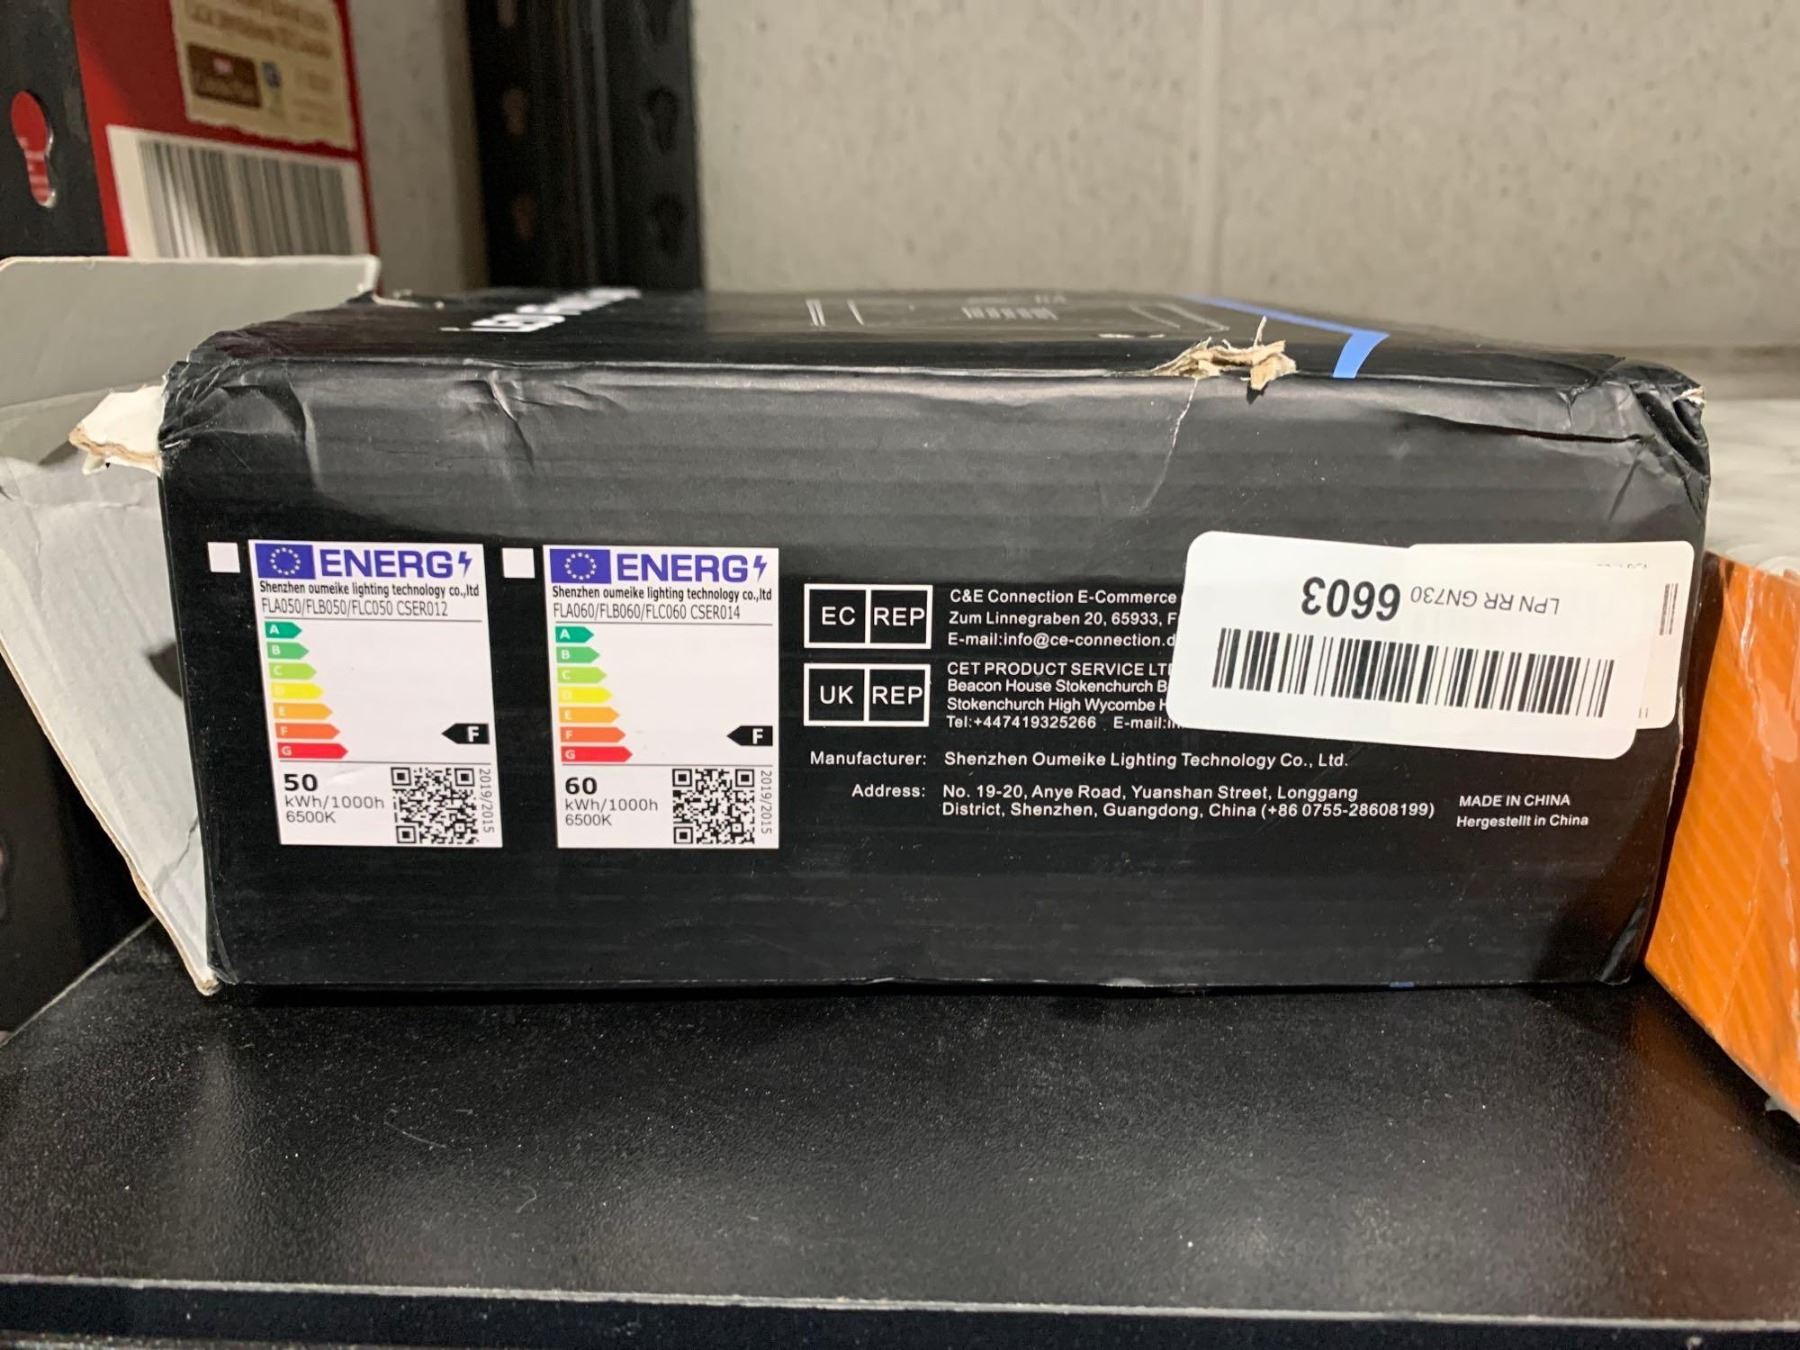 ENERG
Shenzhen oumeike lighting technology co.,ltd
FLA050/FLB050/FLC050 CSER012
A
B
C
D
E
F
G
F
50
kWh/1000h
6500K
2019/2015
ENERG
Shenzhen oumeike lighting technology co.,ltd
FLA060/FLB060/FLC060 CSER014
A
B
C
D
E
F
G
F
60
kWh/1000h
6500K
2019/2015
EC REP
C&E Connection E-Commerce
Zum Linnegraben 20, 65933, F
E-mail:info@ce-connection.d
UK REP
CET PRODUCT SERVICE LT
Beacon House Stokenchurch B
Stokenchurch High Wycombe H
Tel:+447419325266 E-mail:in
Manufacturer: Shenzhen Oumeike Lighting Technology Co., Ltd.
Address: No. 19-20, Anye Road, Yuanshan Street, Longgang
District, Shenzhen, Guangdong, China (+86 0755-28608199)
MADE IN CHINA
Hergestellt in China
LPN RR GN730 6603